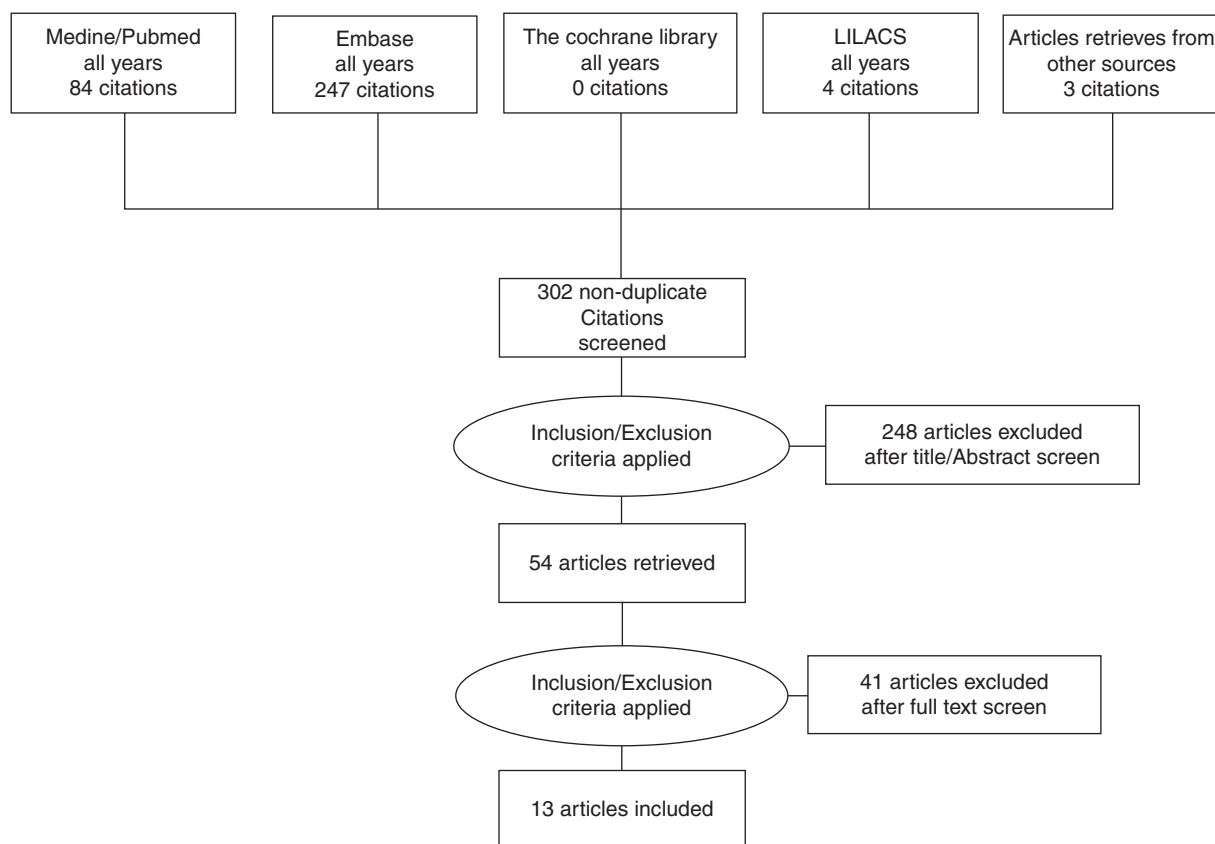 Medine/Pubmed
all years
84 citations
Embase
all years
247 citations
The cochrane library
all years
0 citations
LILACS
all years
4 citations
Articles retrieves from
other sources
3 citations
302 non-duplicate
Citations
screened
Inclusion/Exclusion
criteria applied
248 articles excluded
after title/Abstract screen
54 articles retrieved
Inclusion/Exclusion
criteria applied
41 articles excluded
after full text screen
13 articles included